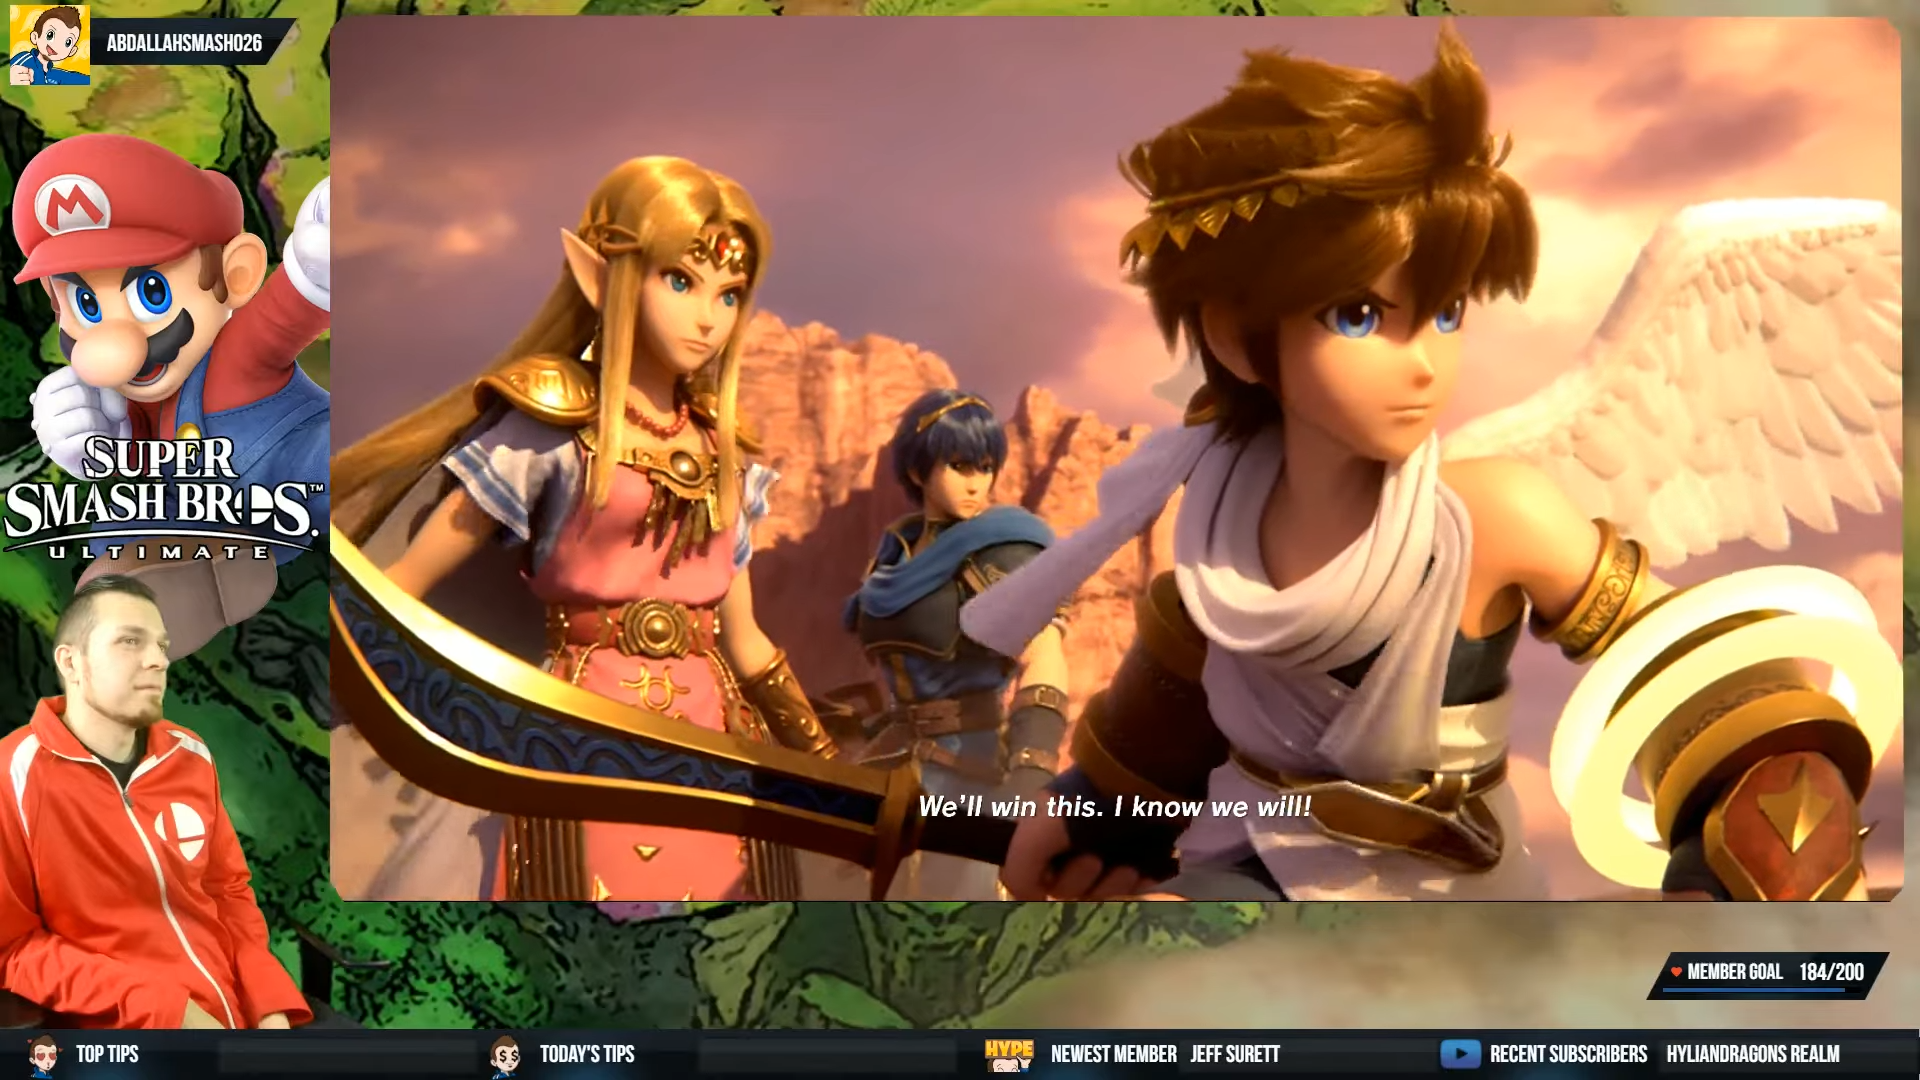 ABDALLAHSMASH026
M
SUPER
SMASH BROS.™
ULTIMATE
We'll win this. I know we will!
MEMBER GOAL 184/200
TOP TIPS
TODAY'S TIPS
HYPE
NEWEST MEMBER JEFF SURETT
RECENT SUBSCRIBERS HYLIANDRAGONS REALM